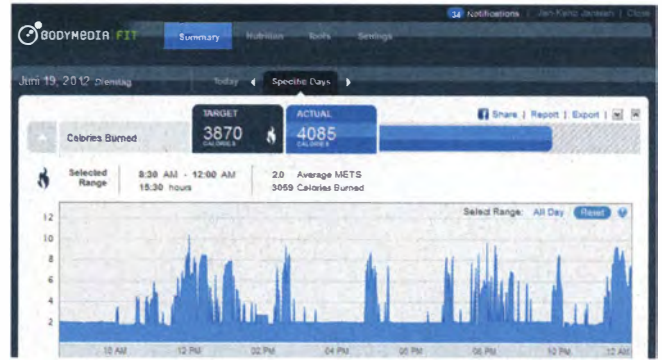 34 Notifications
BODYMEDIA FIT
Summary
Nutrition
Tools
Settings
Juni 19, 2012 Dienstag
Today
Specific Days
TARGET
3870
CALORIES
ACTUAL
4085
CALORIES
Share | Report | Export |
Calories Burned
Selected Range
8:30 AM - 12:00 AM
15:30 hours
2.0 Average METS
3059 Calories Burned
Select Range: All Day Reset
12
10
8
6
4
2
10 AM 12 PM 02 PM 04 PM 06 PM 08 PM 10 PM 12 AM